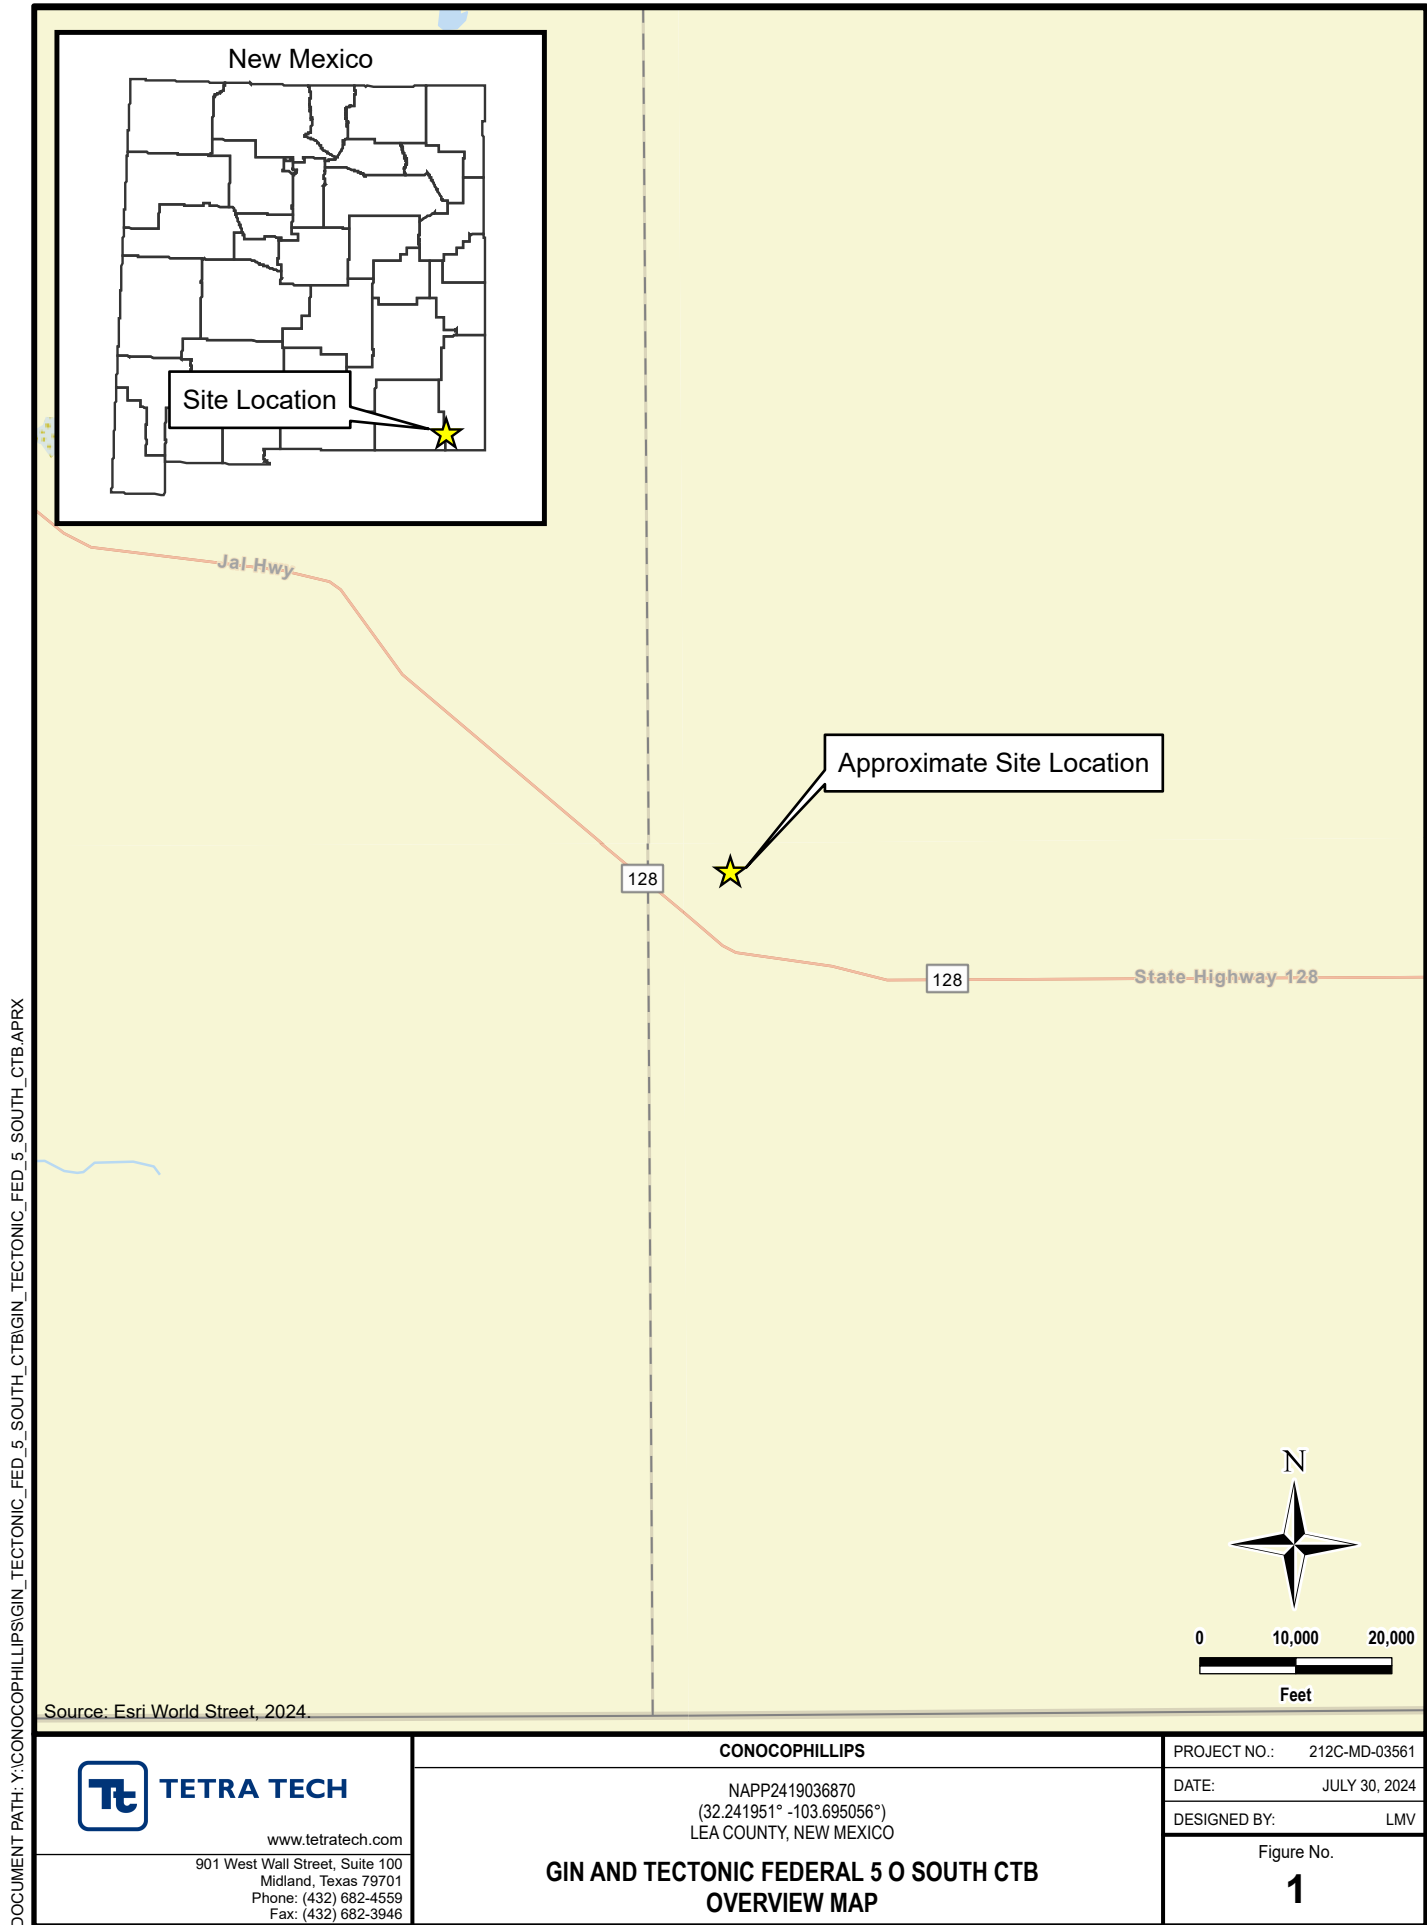 New Mexico
Site Location
Jal Hwy
Approximate Site Location
128
128
State Highway 128
N
0 10,000 20,000
Feet
Source: Esri World Street, 2024.
DOCUMENT PATH: Y:\CONOCOPHILLIPS\GIN_TECTONIC_FED_5_SOUTH_CTB\GIN_TECTONIC_FED_5_SOUTH_CTB.APRX
Tt TETRA TECH
www.tetratech.com
901 West Wall Street, Suite 100
Midland, Texas 79701
Phone: (432) 682-4559
Fax: (432) 682-3946
CONOCOPHILLIPS
NAPP2419036870
(32.241951° -103.695056°)
LEA COUNTY, NEW MEXICO
GIN AND TECTONIC FEDERAL 5 O SOUTH CTB
OVERVIEW MAP
PROJECT NO.: 212C-MD-03561
DATE: JULY 30, 2024
DESIGNED BY: LMV
Figure No.
1